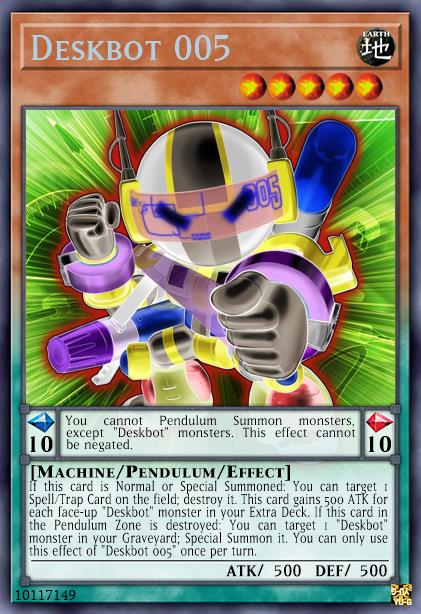 DESKBOT 005
EARTH
地
005
You cannot Pendulum Summon monsters,
except "Deskbot" monsters. This effect cannot
be negated.
10
10
[MACHINE/PENDULUM/EFFECT]
If this card is Normal or Special Summoned: You can target 1
Spell/Trap Card on the field; destroy it. This card gains 500 ATK for
each face-up "Deskbot" monster in your Extra Deck. If this card in
the Pendulum Zone is destroyed: You can target 1 "Deskbot"
monster in your Graveyard; Special Summon it. You can only use
this effect of "Deskbot 005" once per turn.
ATK/ 500 DEF/ 500
10117149